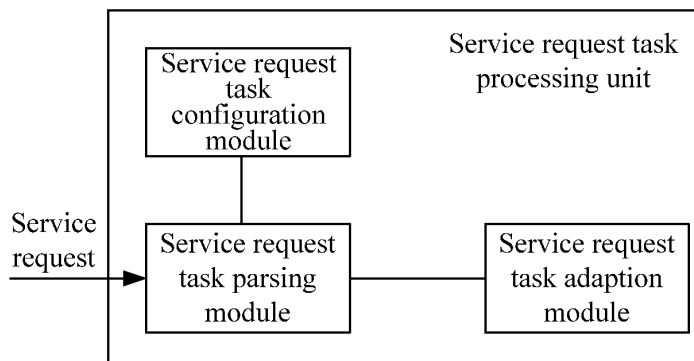 Service request task
processing unit
Service request
task
configuration
module
Service
request
Service request
task parsing
module
Service request
task adaption
module